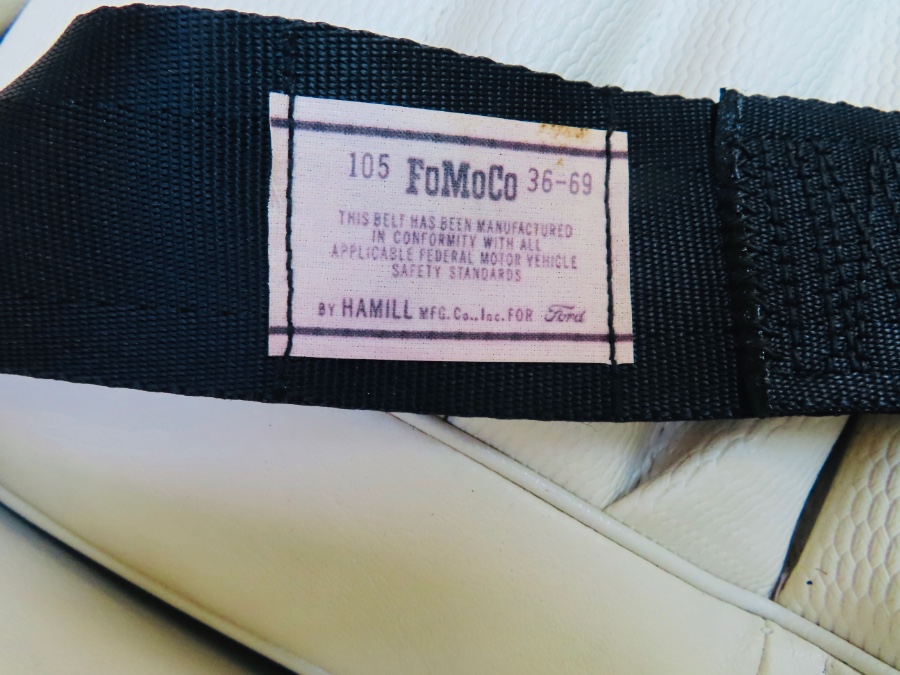 105 FoMoCo 36-69
THIS BELT HAS BEEN MANUFACTURED
IN CONFORMITY WITH ALL
APPLICABLE FEDERAL MOTOR VEHICLE
SAFETY STANDARDS
BY HAMILL MFG. Co., Inc. FOR Ford